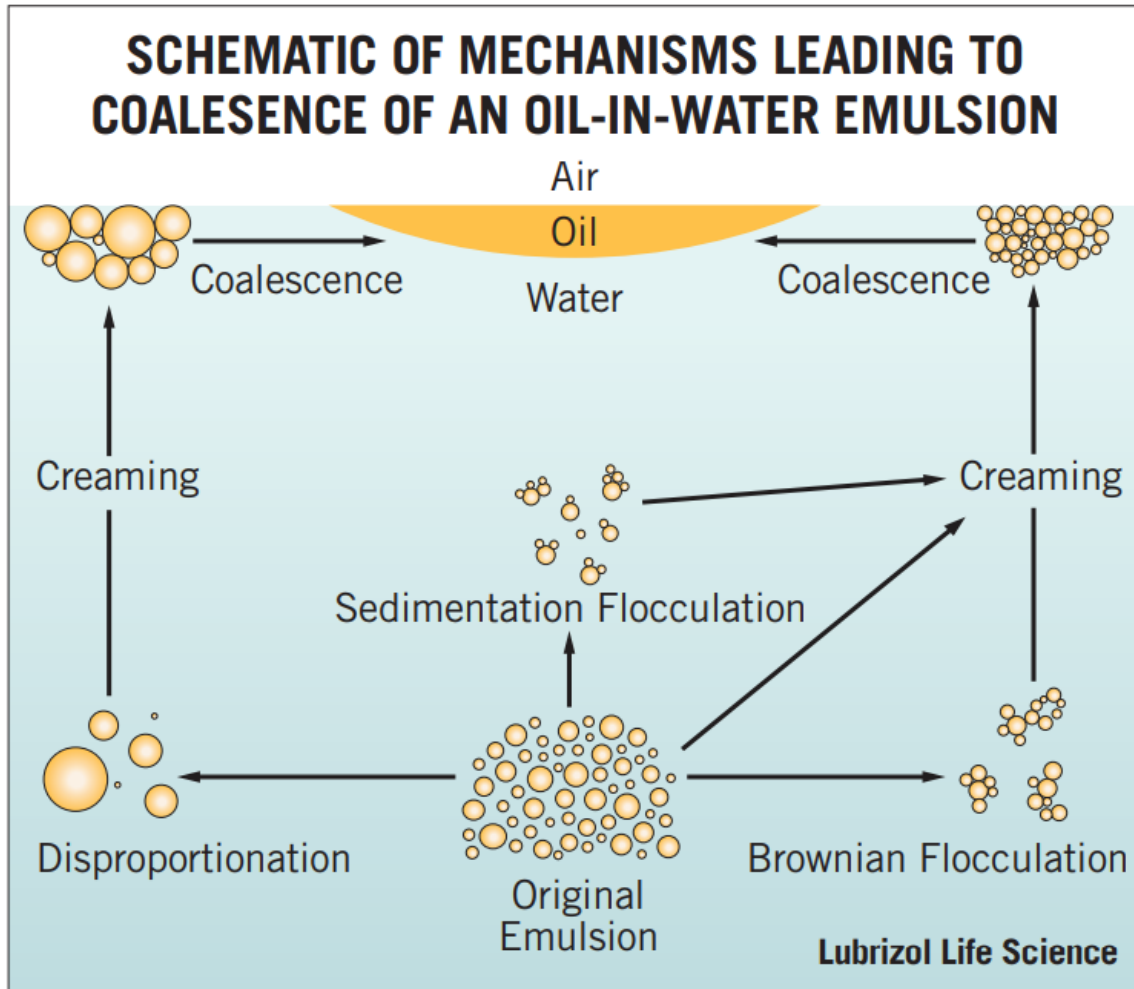 SCHEMATIC OF MECHANISMS LEADING TO
COALESENCE OF AN OIL-IN-WATER EMULSION
Air
Oil
Coalescence
Water
Coalescence
Creaming
Creaming
Sedimentation Flocculation
Disproportionation
Original
Emulsion
Brownian Flocculation
Lubrizol Life Science